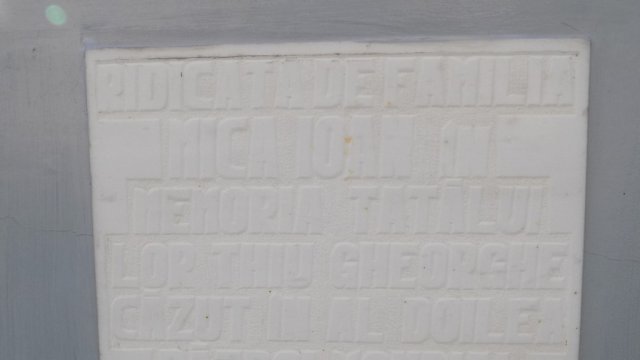 RIDICATA DE FAMILIA
MICA IOAN IN
MEMORIA TATĂLUI
LOR THIU GHEORGHE
CĂZUT IN AL DOILEA